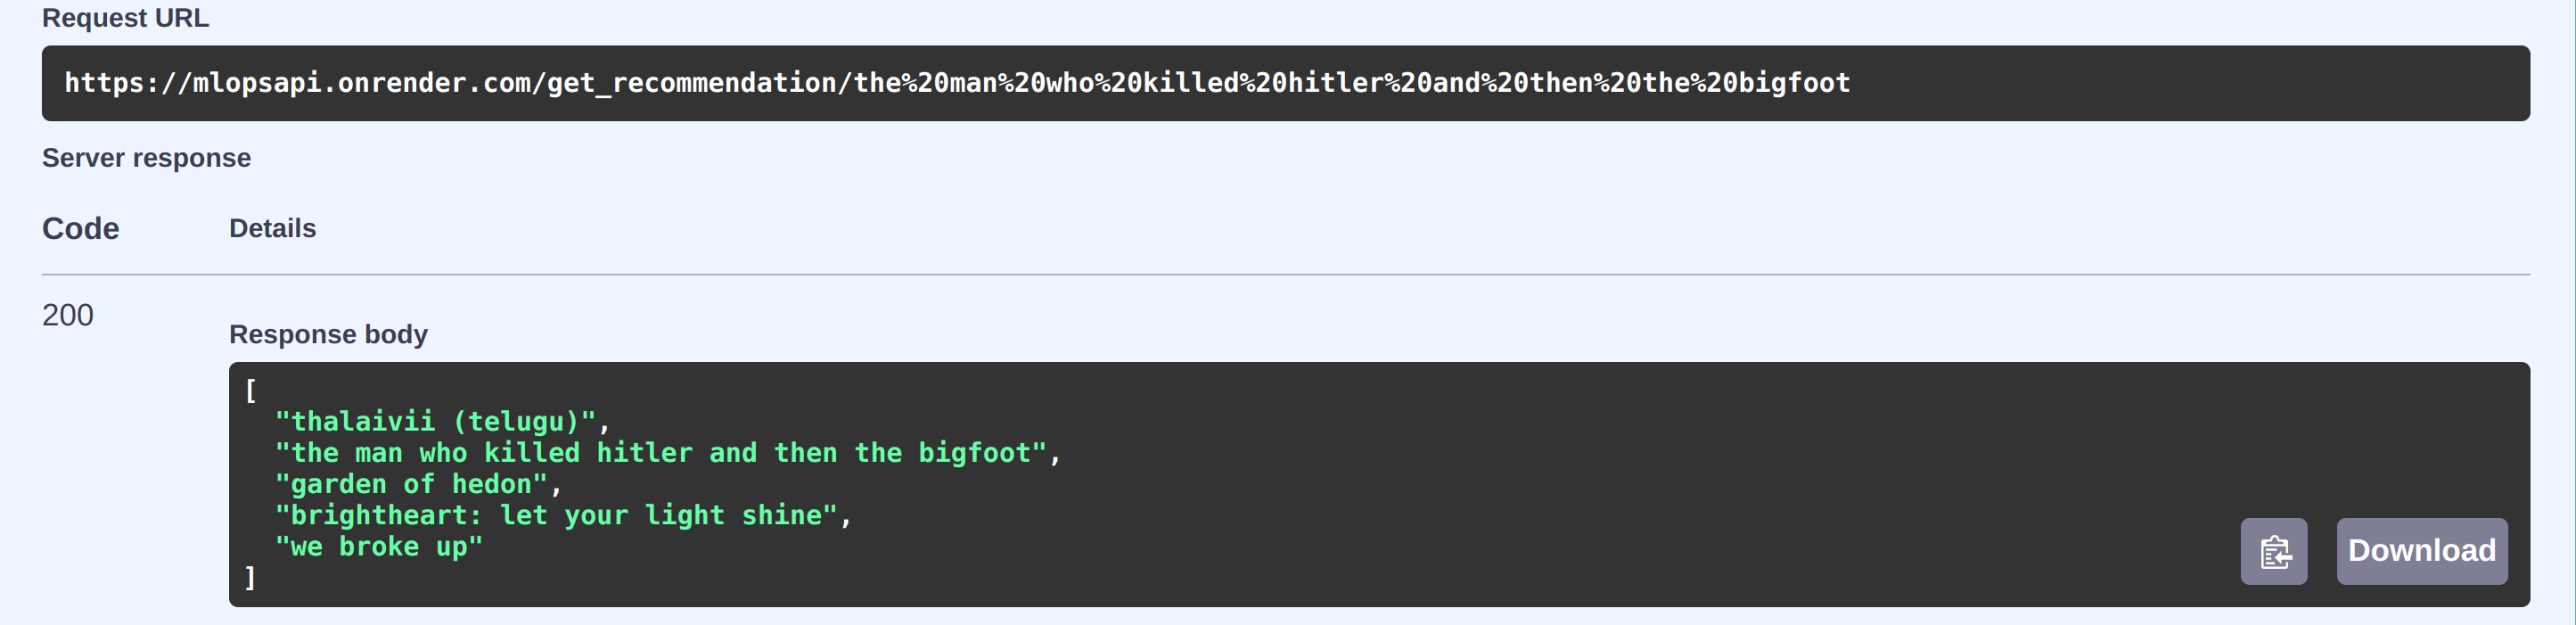 Request URL
https://mlopsapi.onrender.com/get_recommendation/the%20man%20who%20killed%20hitler%20and%20then%20the%20bigfoot
Server response
Code Details
200
Response body
[
"thalaivii (telugu)",
"the man who killed hitler and then the bigfoot",
"garden of hedon",
"brightheart: let your light shine",
"we broke up"
]
Download